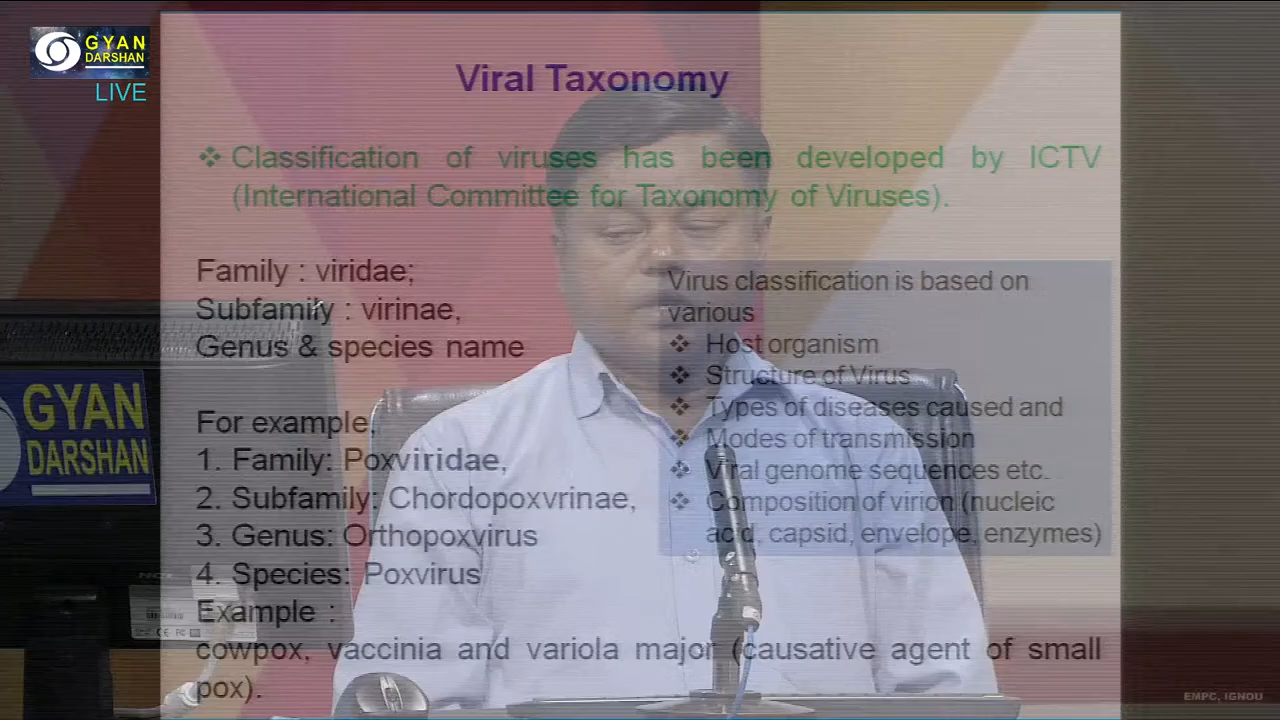 GYAN
DARSHAN
LIVE
Viral Taxonomy
Classification of viruses has been developed by ICTV
(International Committee for Taxonomy of Viruses).
Family : viridae;
Subfamily : virinae,
Genus & species name
For example,
1. Family: Poxviridae,
2. Subfamily: Chordopoxvrinae,
3. Genus: Orthopoxvirus
4. Species: Poxvirus
Example :
cowpox, vaccinia and variola major (causative agent of small
pox).
Virus classification is based on
various
Host organism
Structure of Virus
Types of diseases caused and
Modes of transmission
Viral genome sequences etc.
Composition of virion (nucleic
acid, capsid, envelope, enzymes)
GYAN
DARSHAN
EMPC, IGNOU